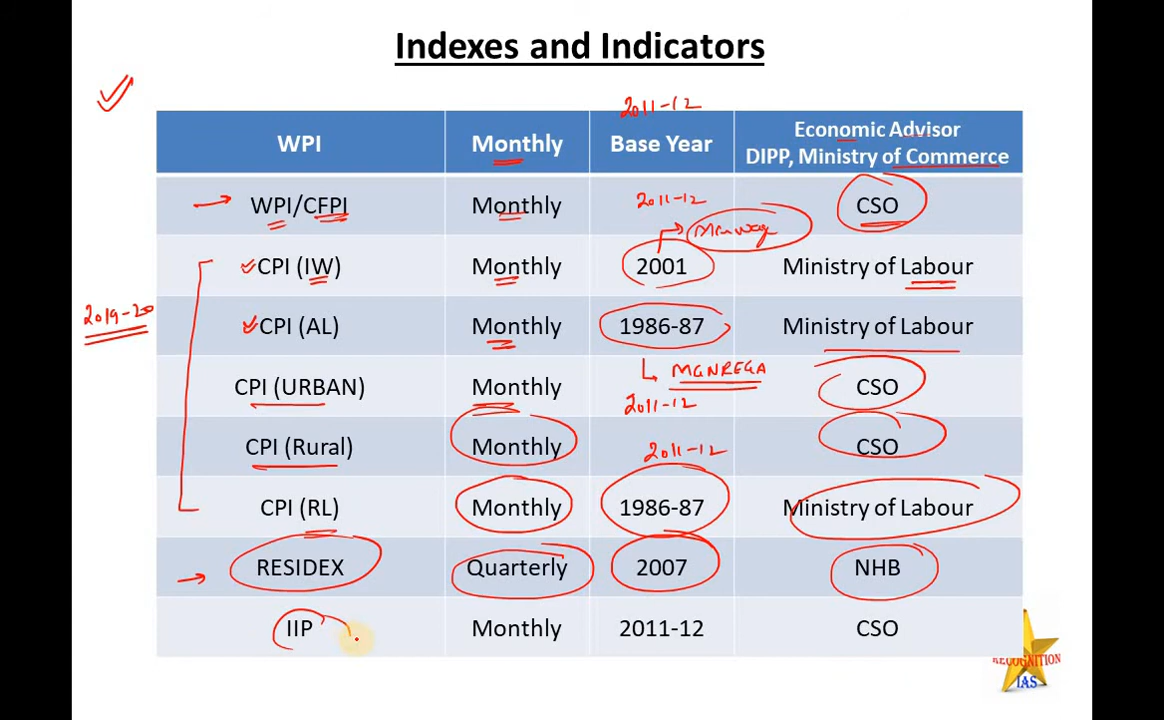 Indexes and Indicators
2011-12
WPI Monthly Base Year Economic Advisor
DIPP, Ministry of Commerce
WPI/CFPI Monthly 2011-12 CSO
CPI (IW) Monthly 2001 Ministry of Labour
2019-20
CPI (AL) Monthly 1986-87 Ministry of Labour
MGNREGA
CPI (URBAN) Monthly 2011-12 CSO
CPI (Rural) Monthly 2011-12 CSO
CPI (RL) Monthly 1986-87 Ministry of Labour
RESIDEX Quarterly 2007 NHB
IIP Monthly 2011-12 CSO
RECOGNITION
IAS